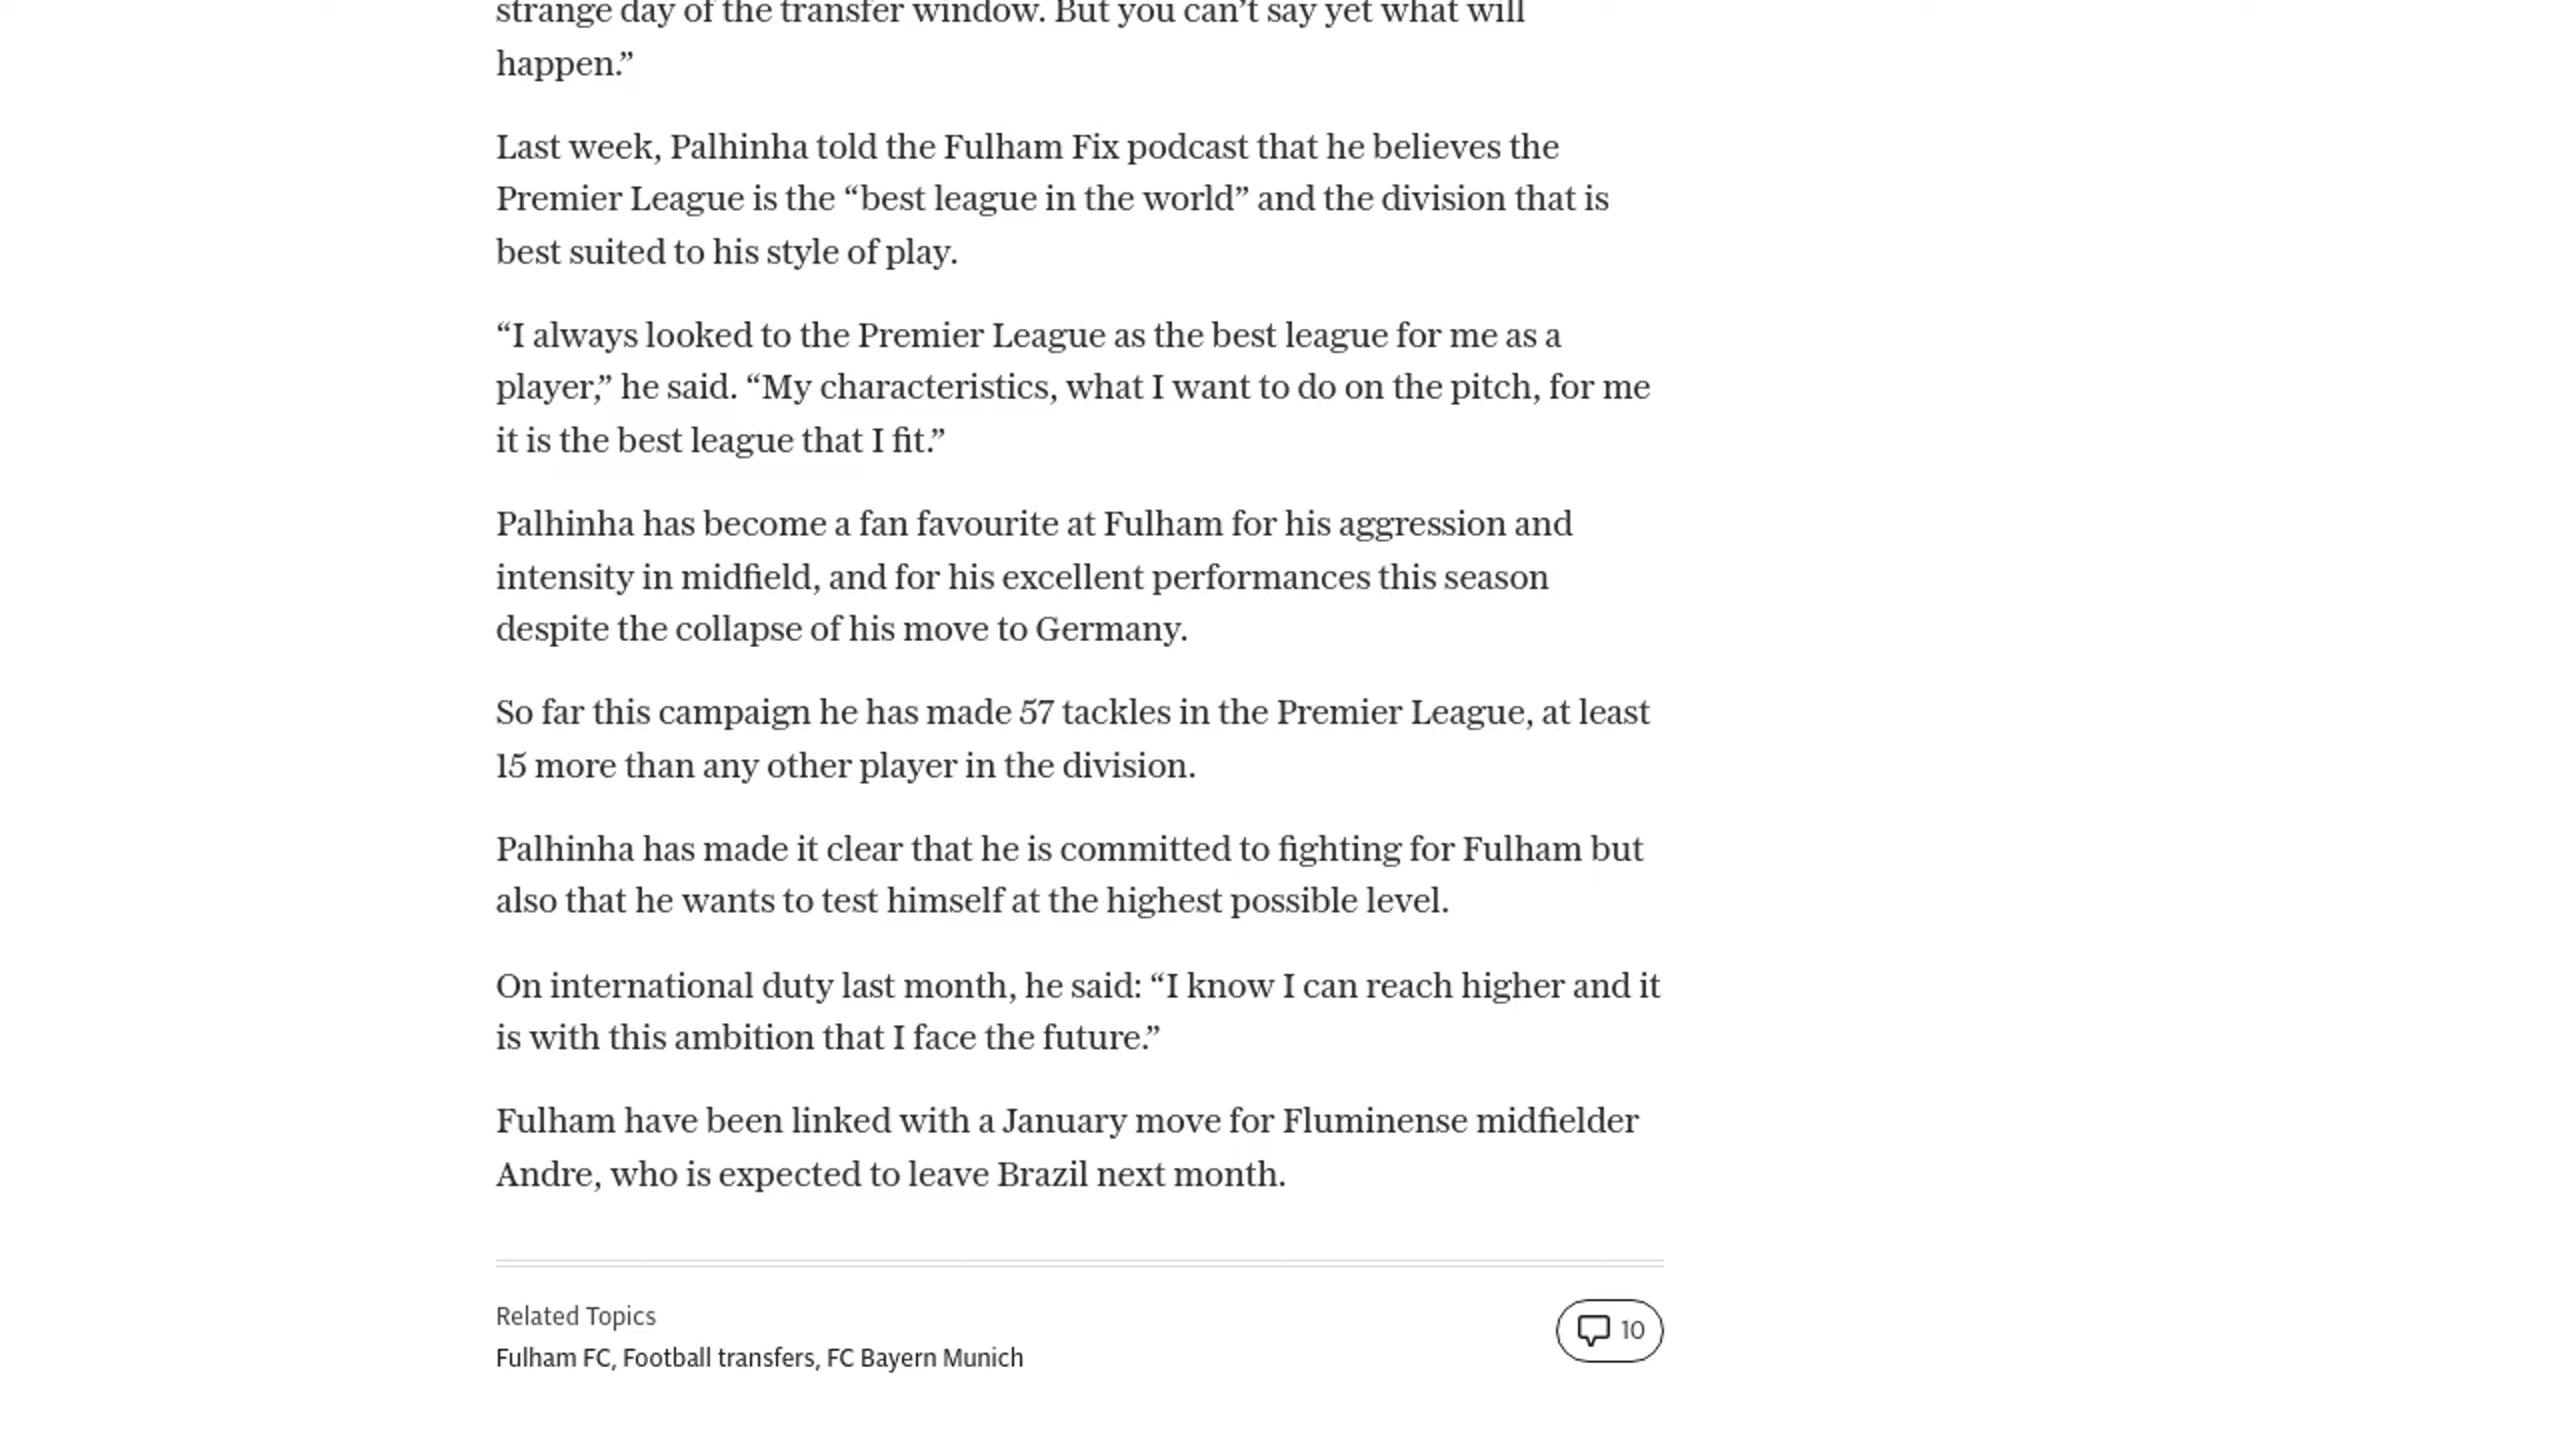 strange day of the transfer window. But you can’t say yet what will
happen.”
Last week, Palhinha told the Fulham Fix podcast that he believes the
Premier League is the “best league in the world” and the division that is
best suited to his style of play.
“I always looked to the Premier League as the best league for me as a
player,” he said. “My characteristics, what I want to do on the pitch, for me
it is the best league that I fit.”
Palhinha has become a fan favourite at Fulham for his aggression and
intensity in midfield, and for his excellent performances this season
despite the collapse of his move to Germany.
So far this campaign he has made 57 tackles in the Premier League, at least
15 more than any other player in the division.
Palhinha has made it clear that he is committed to fighting for Fulham but
also that he wants to test himself at the highest possible level.
On international duty last month, he said: “I know I can reach higher and it
is with this ambition that I face the future.”
Fulham have been linked with a January move for Fluminense midfielder
Andre, who is expected to leave Brazil next month.
Related Topics
10
Fulham FC, Football transfers, FC Bayern Munich